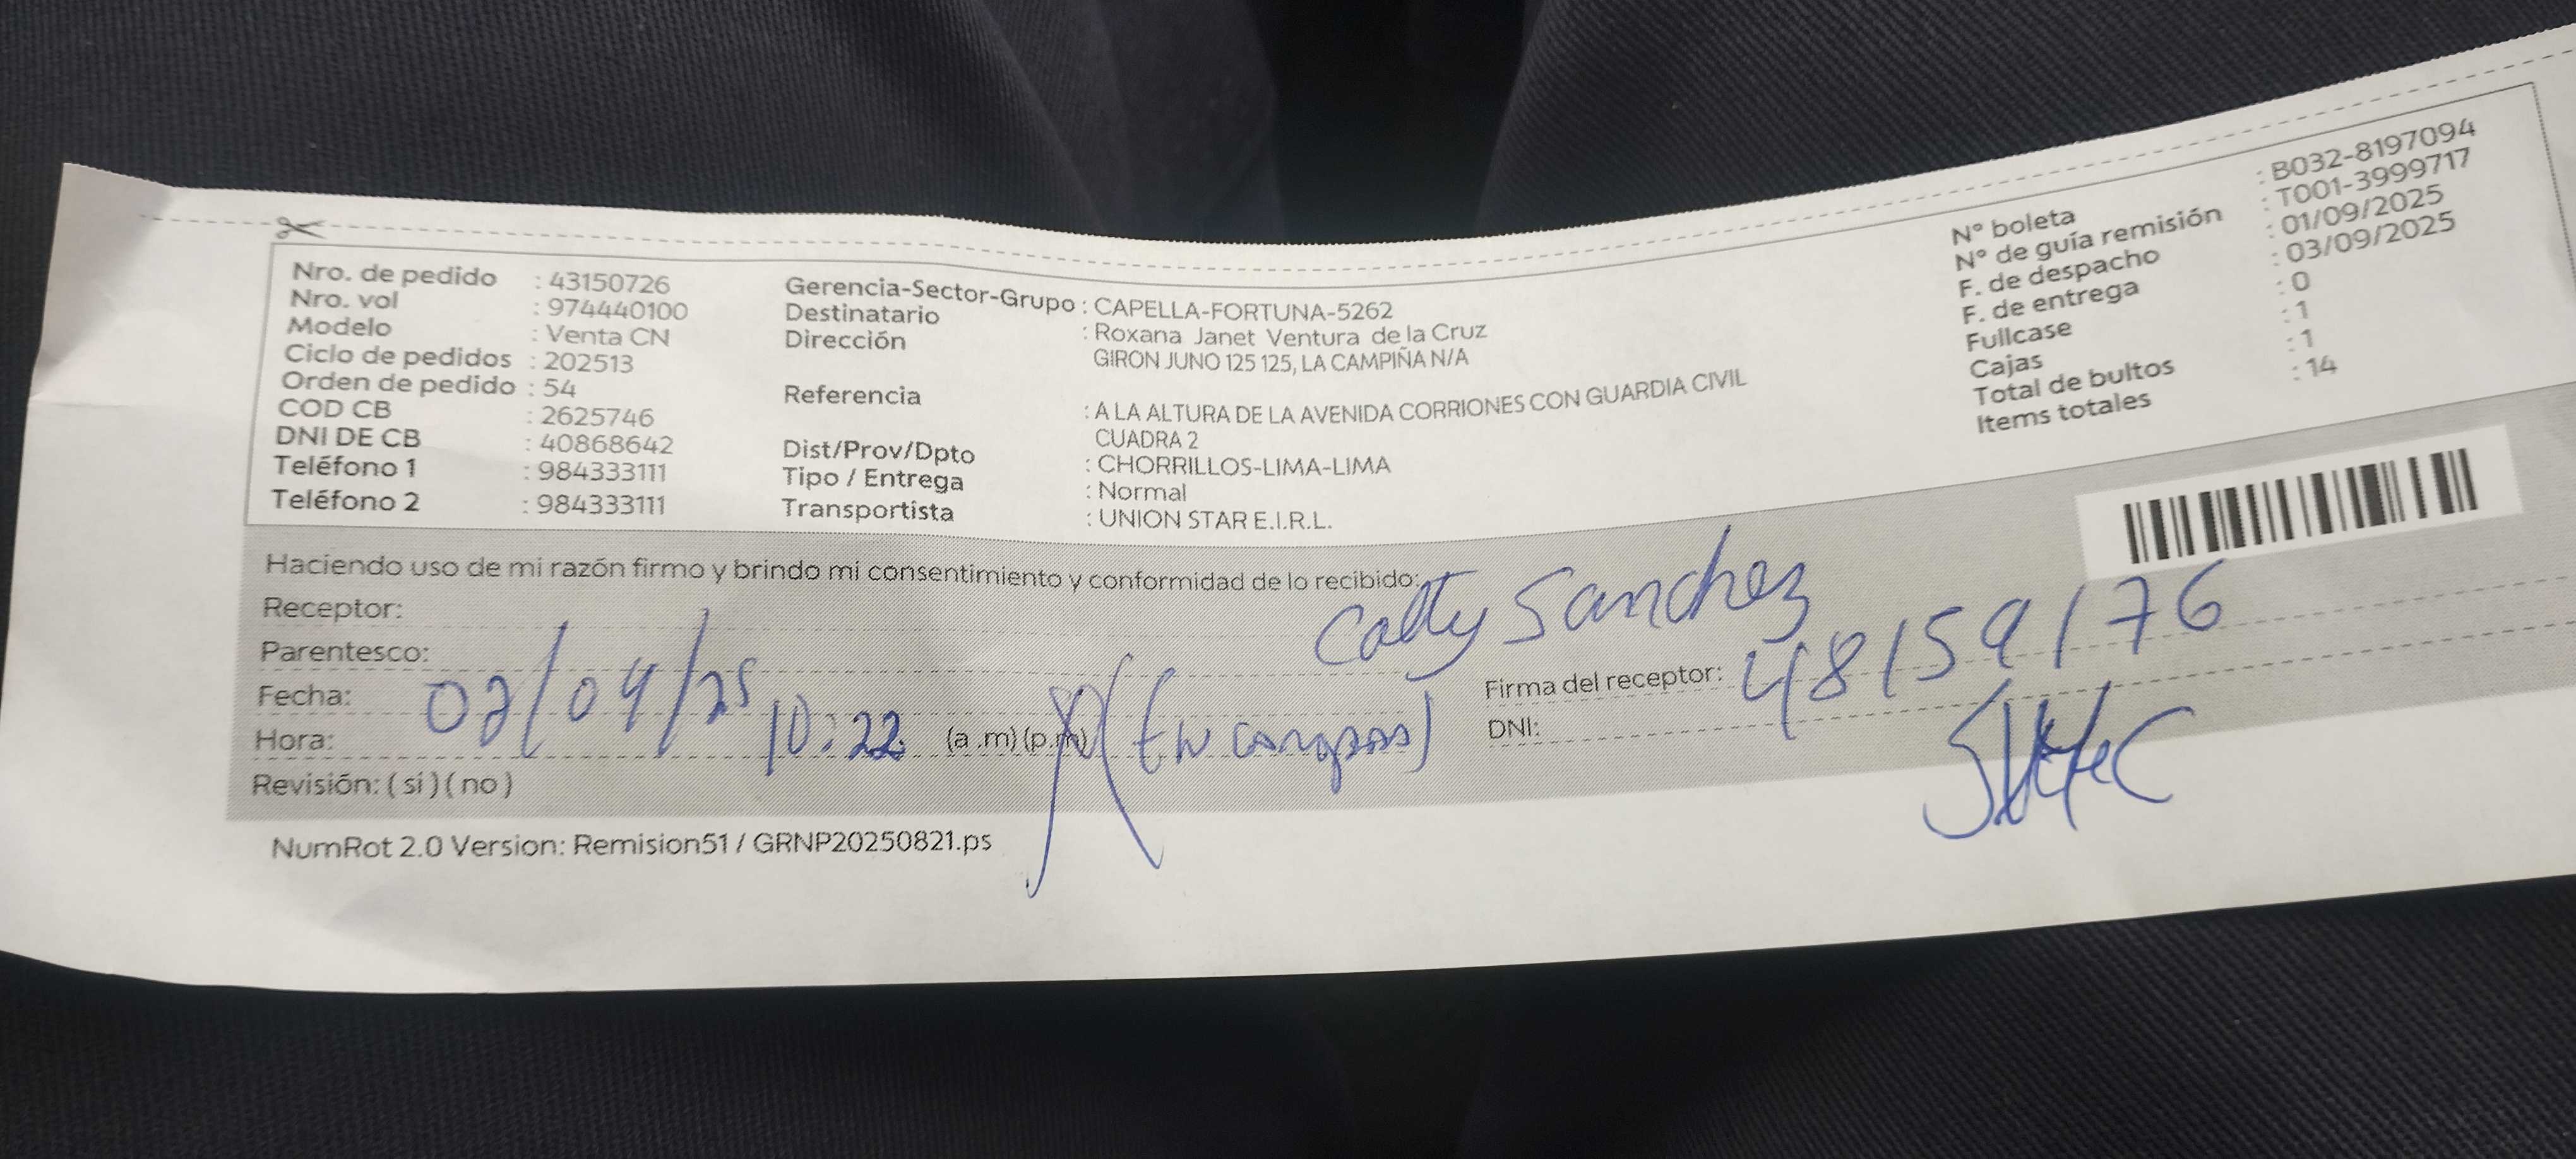 Nro. de pedido : 43150726
Nro. vol : 974440100
Modelo : Venta CN
Ciclo de pedidos : 202513
Orden de pedido : 54
COD CB : 2625746
DNI DE CB : 40868642
Teléfono 1 : 984333111
Teléfono 2 : 984333111
Gerencia-Sector-Grupo : CAPELLA-FORTUNA-5262
Destinatario : Roxana Janet Ventura de la Cruz
Dirección GIRON JUNO 125 125, LA CAMPIÑA N/A
Referencia : A LA ALTURA DE LA AVENIDA CORRIONES CON GUARDIA CIVIL
CUADRA 2
Dist/Prov/Dpto : CHORRILLOS-LIMA-LIMA
Tipo / Entrega : Normal
Transportista : UNION STAR E.I.R.L.
N° boleta : B032-8197094
N° de guía remisión : T001-3999717
F. de despacho : 01/09/2025
F. de entrega : 03/09/2025
Fullcase : 0
Cajas : 1
Total de bultos : 1
Items totales : 14
Haciendo uso de mi razón firmo y brindo mi consentimiento y conformidad de lo recibido:
Receptor: Sanchez
Parentesco:
Fecha:
Hora: 10:22 (a.m) (p.m)
Revisión: ( si ) ( no )
Firma del receptor: 48159176
DNI:
NumRot 2.0 Version: Remision51 / GRNP20250821.ps